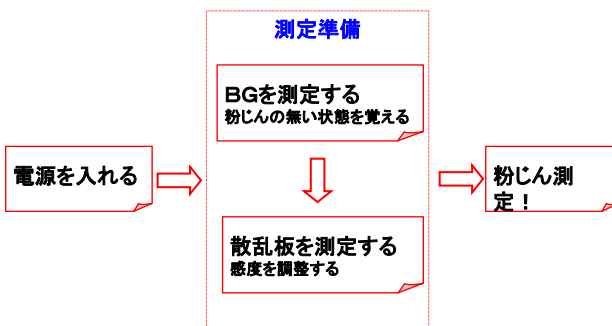 測定準備
BGを測定する
粉じんの無い状態を覚える
電源を入れる
粉じん測
定!
散乱板を測定する
感度を調整する